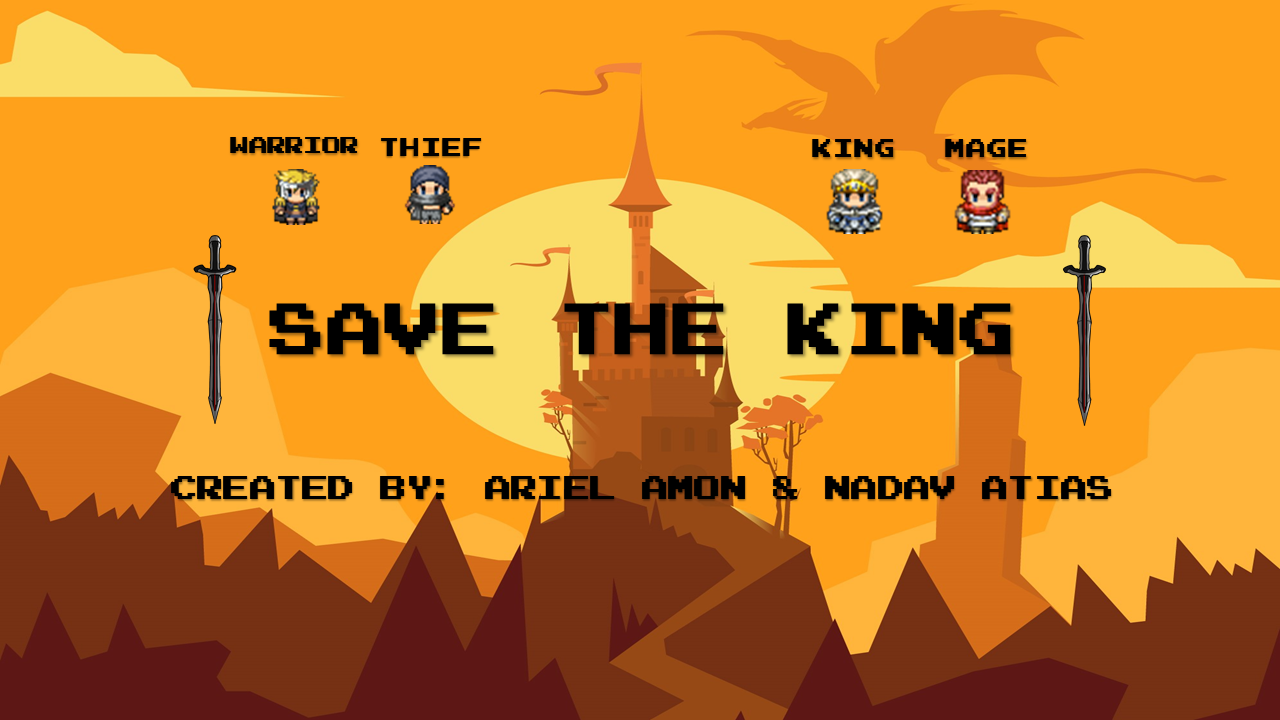 WARRIOR THIEF KING MAGE
SAVE THE KING
CREATED BY: ARIEL AMON & NADAV ATIAS